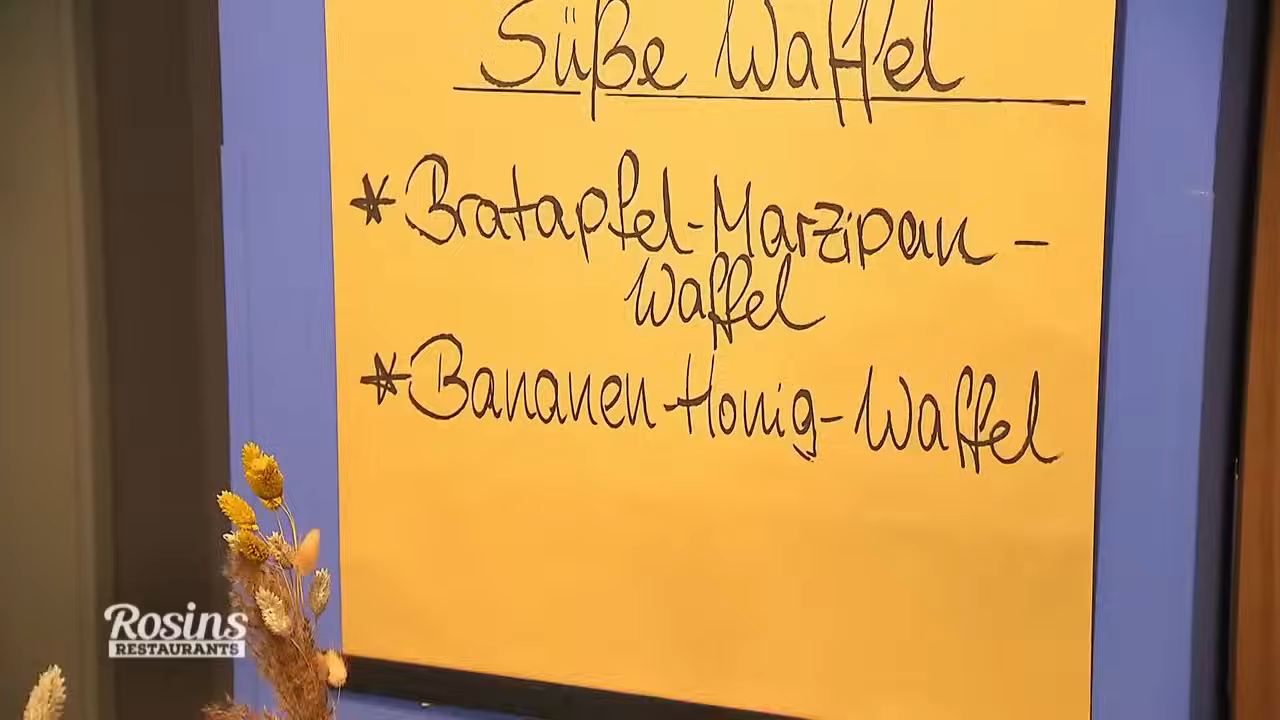 Süße Waffel
* Bratapfel-Marzipan-
Waffel
* Bananen-Honig-Waffel
Rosins
RESTAURANTS